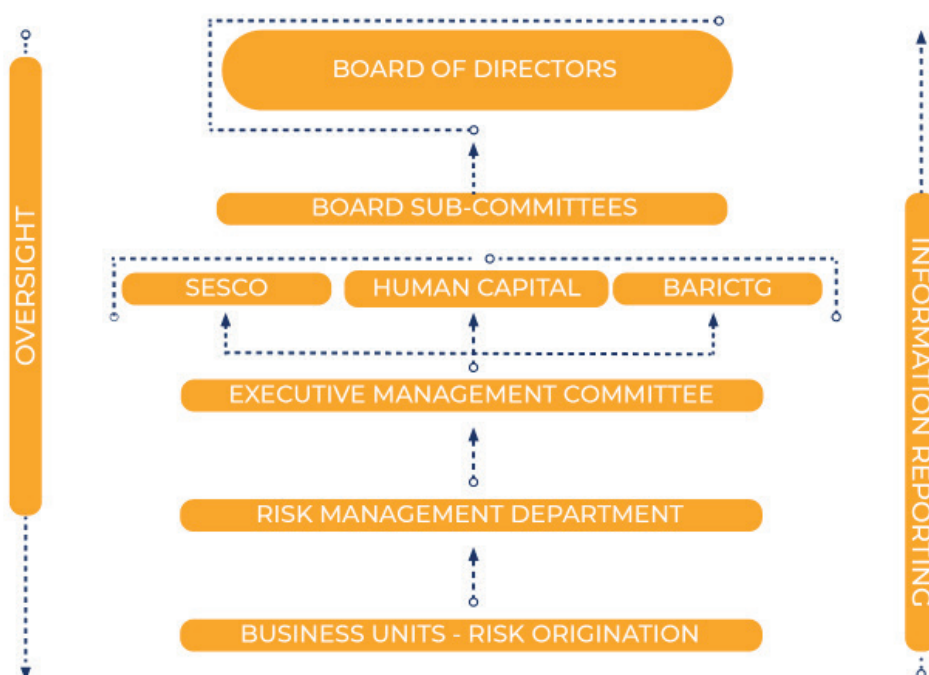 BOARD OF DIRECTORS
BOARD SUB-COMMITTEES
SESCO
HUMAN CAPITAL
BARICTG
EXECUTIVE MANAGEMENT COMMITTEE
RISK MANAGEMENT DEPARTMENT
BUSINESS UNITS - RISK ORIGINATION
OVERSIGHT
INFORMATION REPORTING